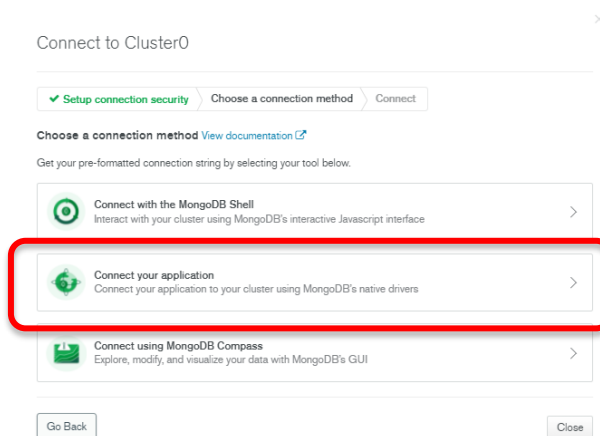 Connect to Cluster0
✔ Setup connection security
Choose a connection method
Connect
Choose a connection method View documentation
Get your pre-formatted connection string by selecting your tool below.
Connect with the MongoDB Shell
Interact with your cluster using MongoDB's interactive Javascript interface
Connect your application
Connect your application to your cluster using MongoDB's native drivers
Connect using MongoDB Compass
Explore, modify, and visualize your data with MongoDB's GUI
Go Back
Close